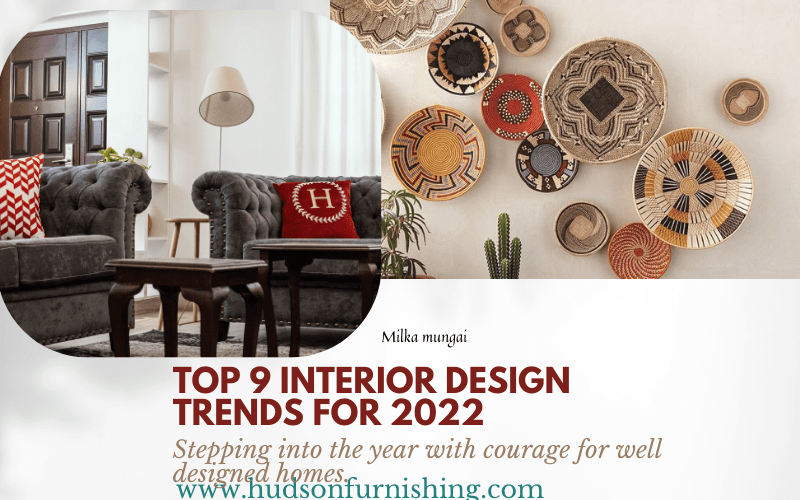 H
Milka mungai
TOP 9 INTERIOR DESIGN
TRENDS FOR 2022
Stepping into the year with courage for well
designed homes.
www.hudsonfurnishing.com